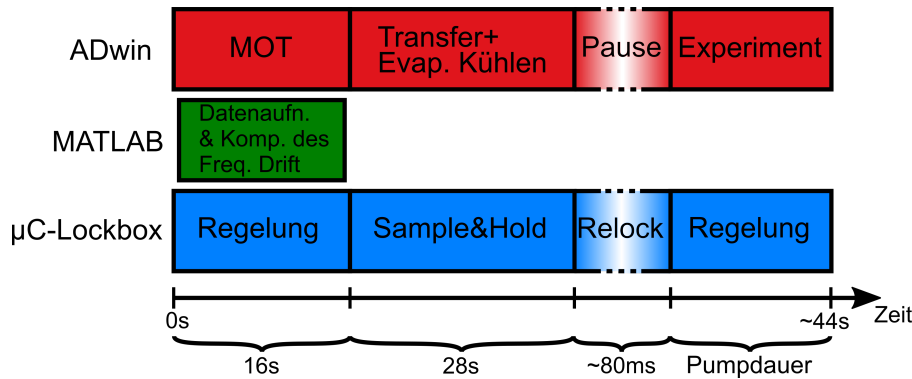 ADwin
MOT
Transfer+
Evap. Kühlen
Pause
Experiment
MATLAB
Datenaufn.
& Komp. des
Freq. Drift
µC-Lockbox
Regelung
Sample&Hold
Relock
Regelung
0s
~44s
Zeit
16s
28s
~80ms
Pumpdauer